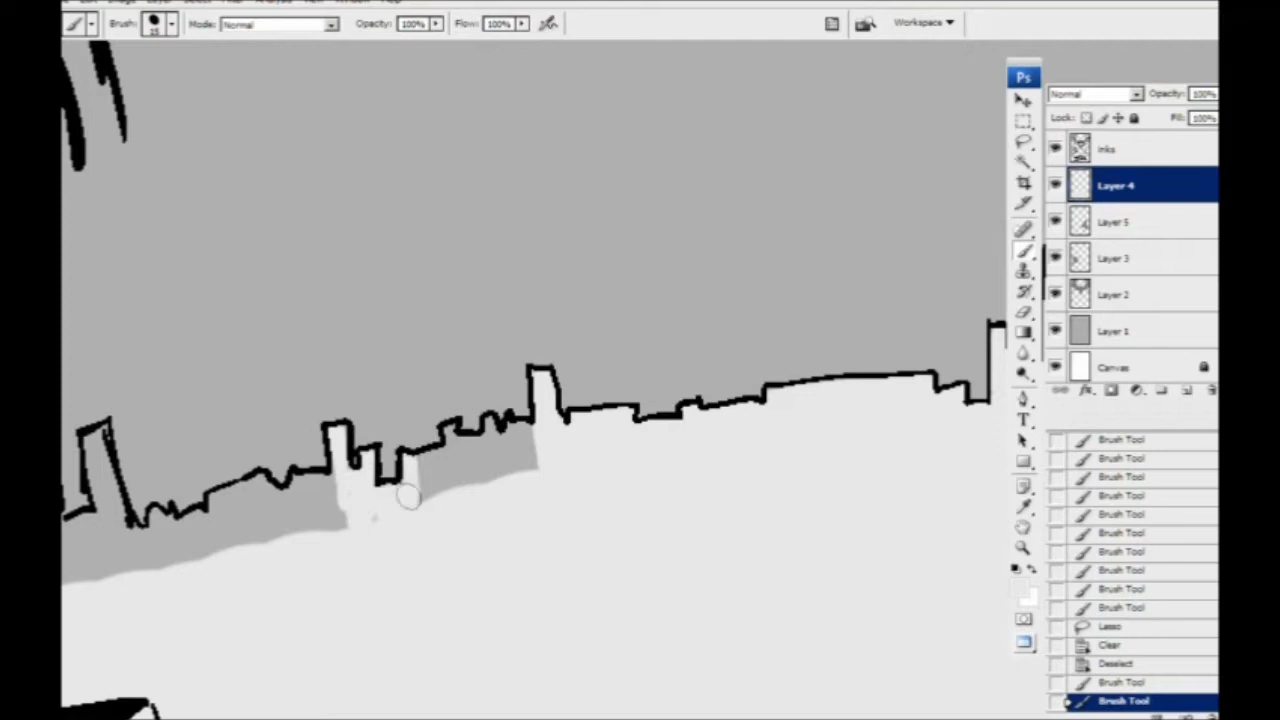 Brush:
15
Mode:
Normal
Opacity:
100%
Flow:
100%
Workspace
Ps
Normal
Opacity:
100%
Lock:
Fill:
100%
inks
Layer 4
Layer 5
Layer 3
Layer 2
Layer 1
Canvas
fx
T
Brush Tool
Brush Tool
Brush Tool
Brush Tool
Brush Tool
Brush Tool
Brush Tool
Brush Tool
Brush Tool
Brush Tool
Lasso
Clear
Deselect
Brush Tool
Brush Tool